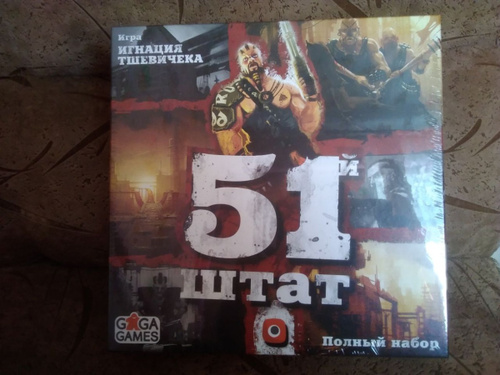 Игра
ИГНАЦИЯ
ТШЕВИЧЕКА
51й
штат
GAGA
GAMES
Полный набор